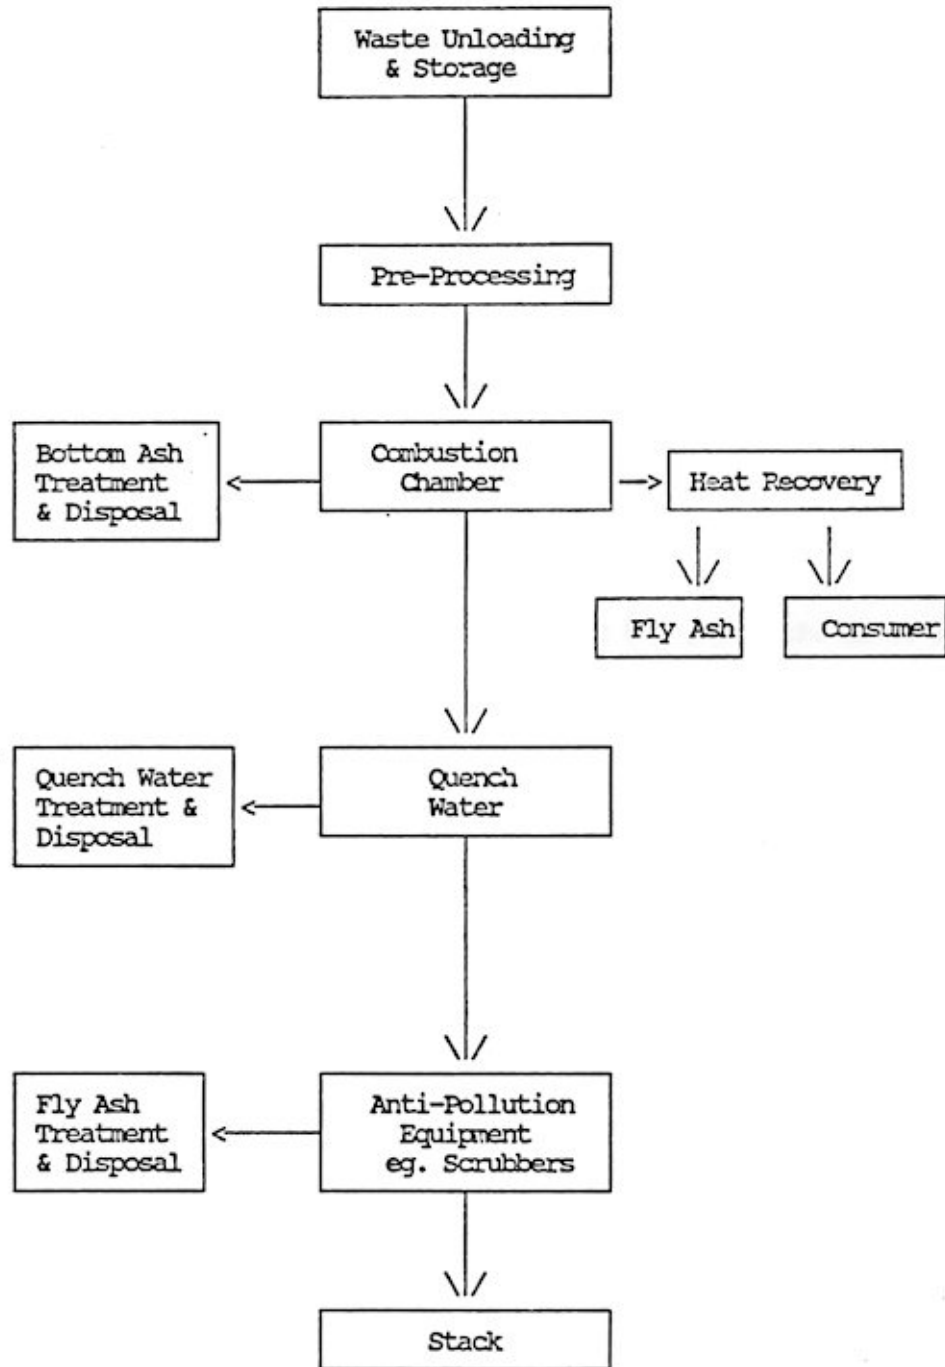 Waste Unloading
& Storage
Pre-Processing
Bottom Ash
Treatment
& Disposal
Combustion
Chamber
Heat Recovery
Fly Ash
Consumer
Quench Water
Treatment &
Disposal
Quench
Water
Fly Ash
Treatment
& Disposal
Anti-Pollution
Equipment
eg. Scrubbers
Stack